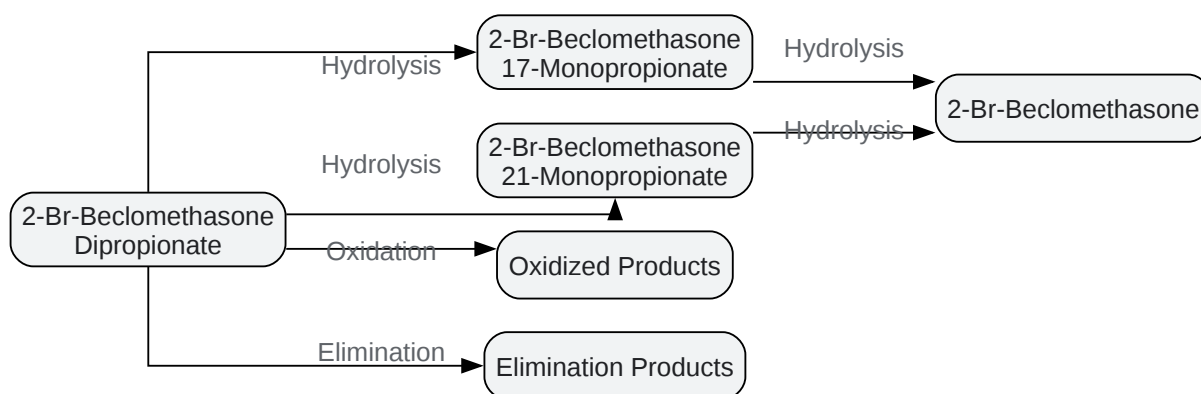 2-Br-Beclomethasone
17-Monopropionate
Hydrolysis
Hydrolysis
2-Br-Beclomethasone
2-Br-Beclomethasone
21-Monopropionate
Hydrolysis
Hydrolysis
2-Br-Beclomethasone
Dipropionate
Oxidation
Oxidized Products
Elimination
Elimination Products